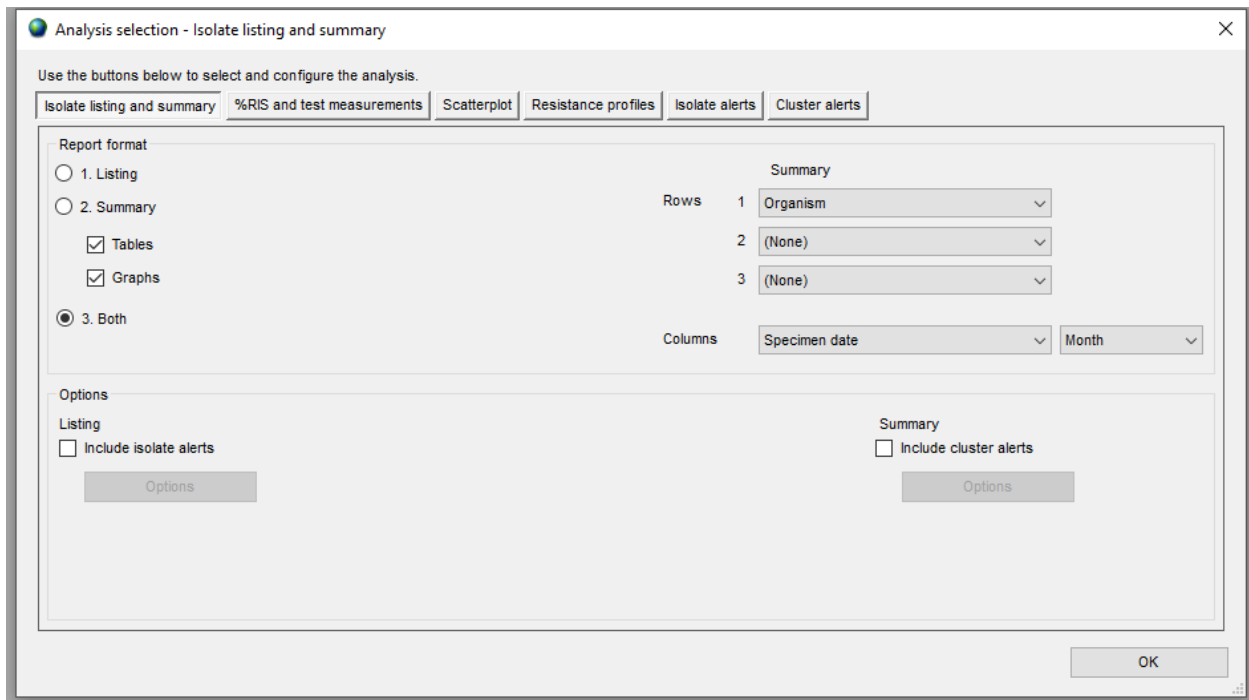 Analysis selection - Isolate listing and summary
Use the buttons below to select and configure the analysis.
Isolate listing and summary %RIS and test measurements Scatterplot Resistance profiles Isolate alerts Cluster alerts
Report format
1. Listing
2. Summary
Tables
Graphs
3. Both
Summary
Rows 1 Organism
2 (None)
3 (None)
Columns Specimen date Month
Options
Listing
Include isolate alerts
Options
Summary
Include cluster alerts
Options
OK